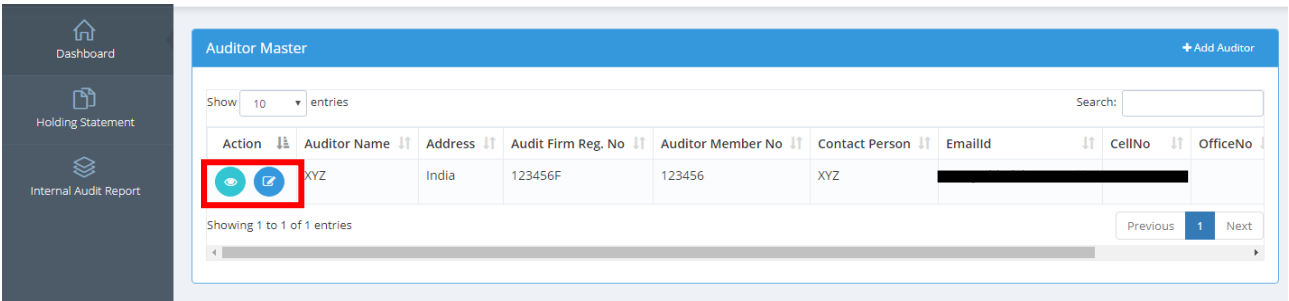 Dashboard
Holding Statement
Internal Audit Report
Auditor Master
+ Add Auditor
Show 10 entries
Search:
Action Auditor Name Address Audit Firm Reg. No Auditor Member No Contact Person EmailId CellNo OfficeNo
XYZ India 123456F 123456 XYZ
Showing 1 to 1 of 1 entries
Previous 1 Next